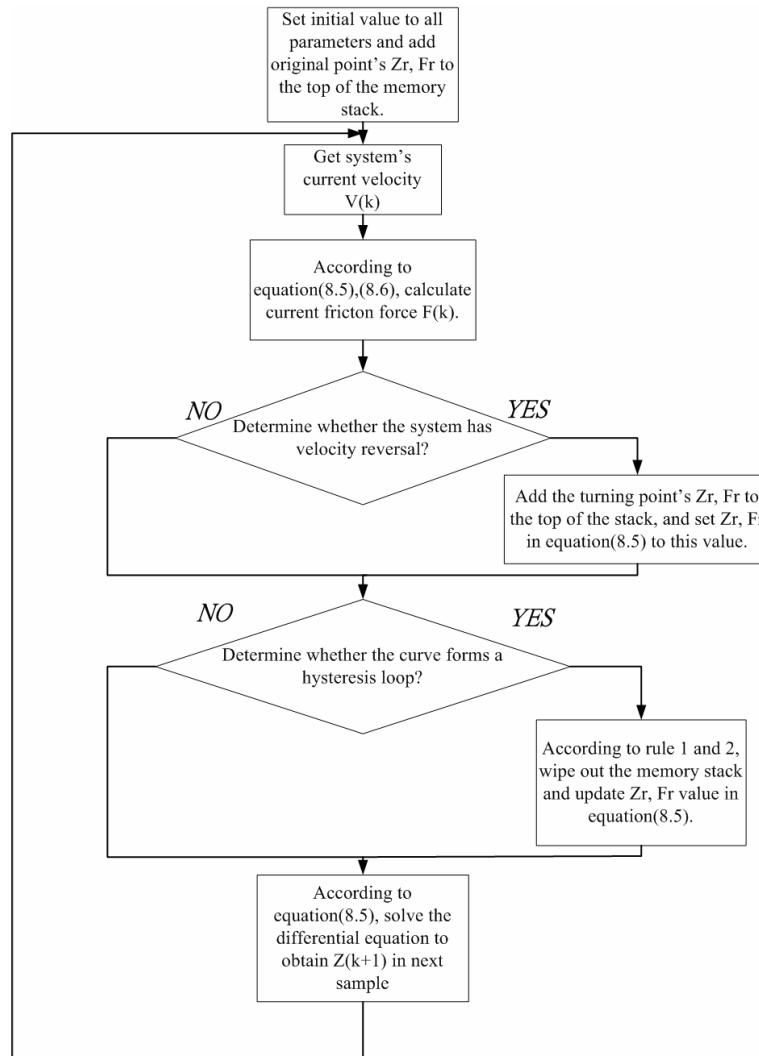 Set initial value to all
parameters and add
original point's Zr, Fr to
the top of the memory
stack.
Get system's
current velocity
V(k)
According to
equation(8.5),(8.6), calculate
current fricton force F(k).
NO
YES
Determine whether the system has
velocity reversal?
Add the turning point's Zr, Fr to
the top of the stack, and set Zr, Fr
in equation(8.5) to this value.
NO
YES
Determine whether the curve forms a
hysteresis loop?
According to rule 1 and 2,
wipe out the memory stack
and update Zr, Fr value in
equation(8.5).
According to
equation(8.5), solve the
differential equation to
obtain Z(k+1) in next
sample